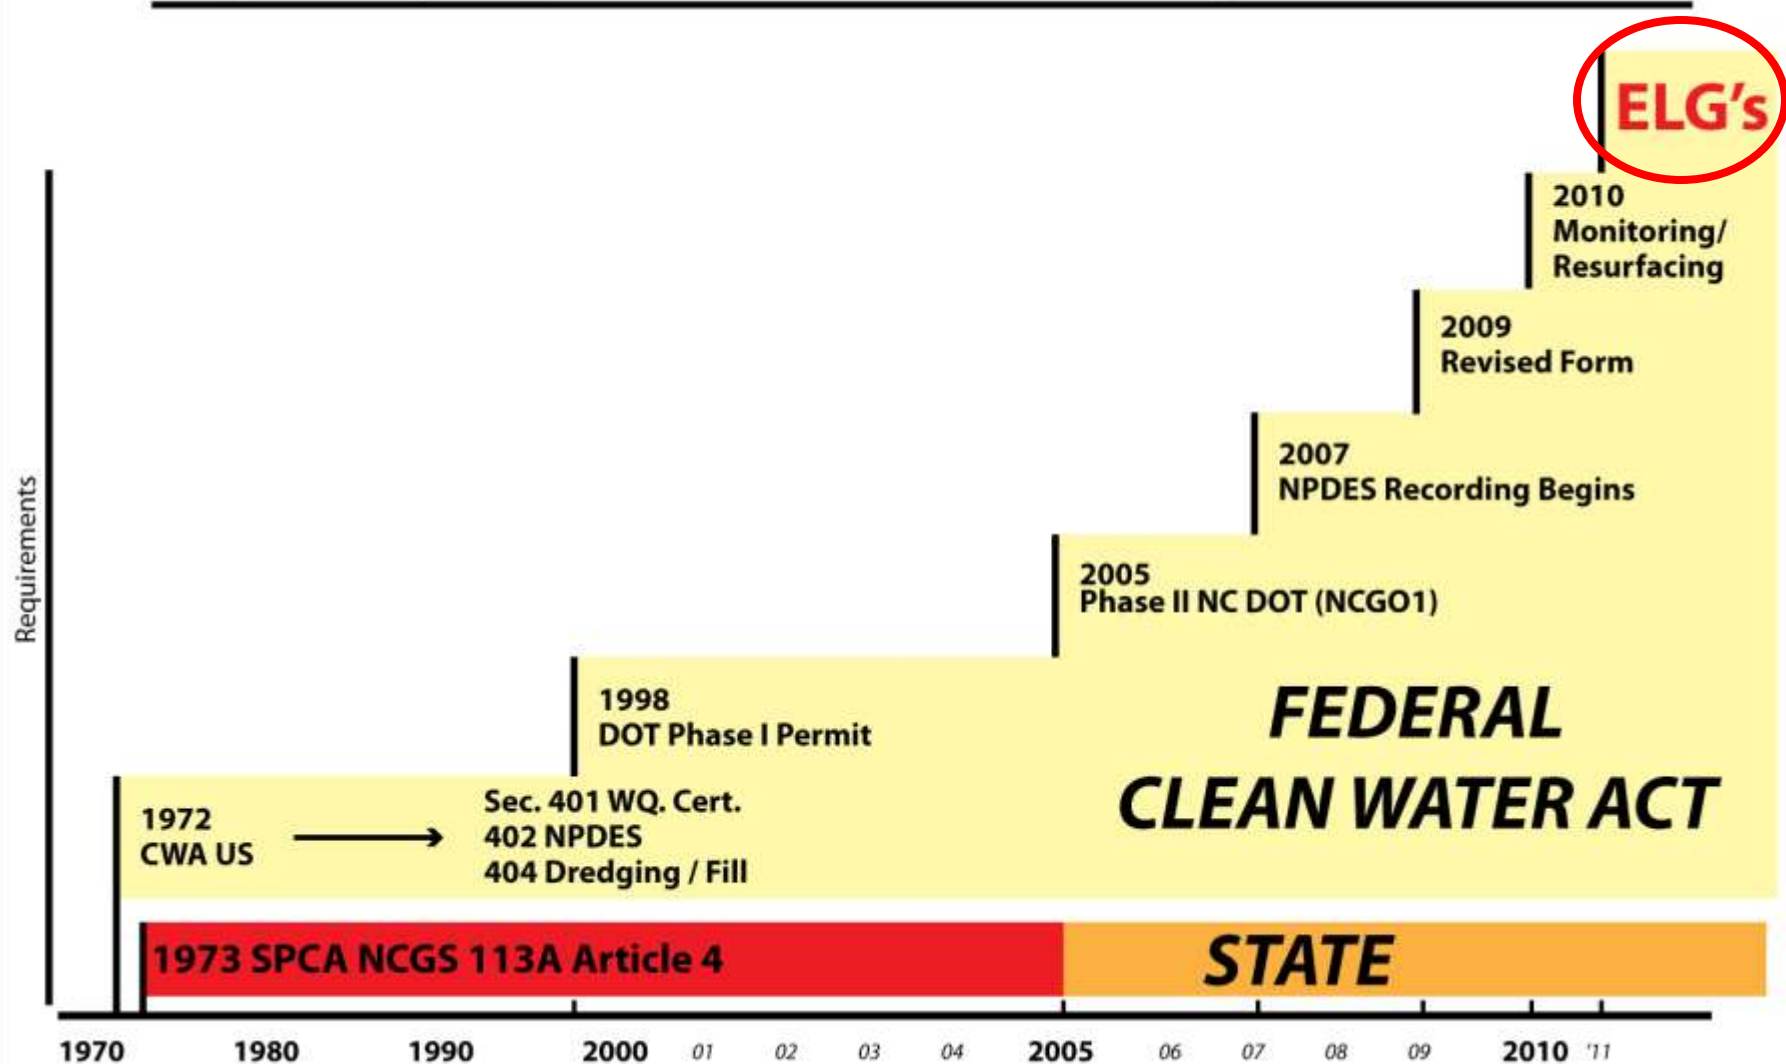 ELG's
2010
Monitoring/
Resurfacing
2009
Revised Form
2007
NPDES Recording Begins
2005
Phase II NC DOT (NCGO1)
1998
DOT Phase I Permit
FEDERAL
CLEAN WATER ACT
1972
CWA US
Sec. 401 WQ. Cert.
402 NPDES
404 Dredging / Fill
1973 SPCA NCGS 113A Article 4
STATE
Requirements
1970 1980 1990 2000 01 02 03 04 2005 06 07 08 09 2010 '11